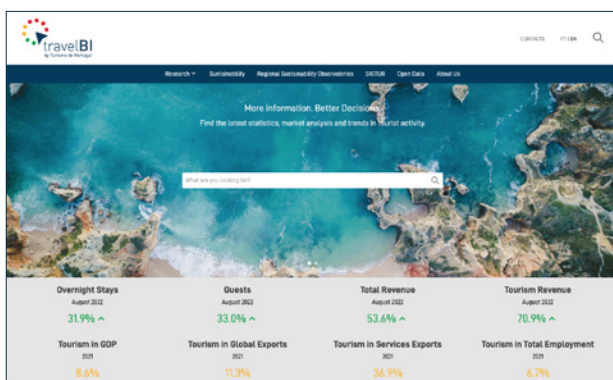 travelBI
by Turismo de Portugal
CONTACTS
PT | EN
Research
Sustainability
Regional Sustainability Observatories
SIGTUR
Open Data
About Us
More information. Better Decisions.
Find the latest statistics, market analysis and trends in tourist activity.
What are you looking for?
Overnight Stays
August 2022
31.9%
Guests
August 2022
33.0%
Total Revenue
August 2022
53.6%
Tourism Revenue
August 2022
70.9%
Tourism in GDP
2021
8.6%
Tourism in Global Exports
2021
11.3%
Tourism in Services Exports
2021
36.9%
Tourism in Total Employment
2021
6.7%